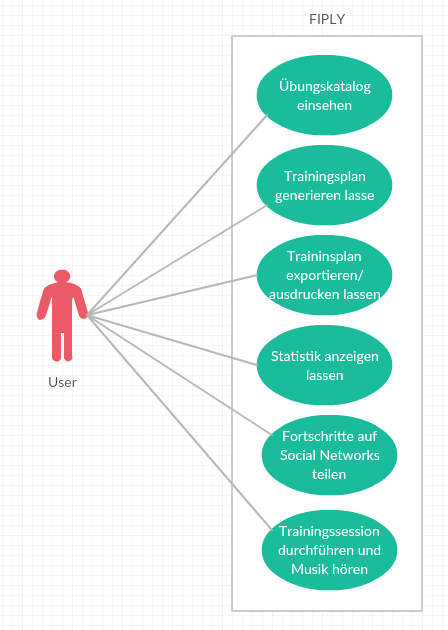 FIPLY
Übungskatalog
einsehen
Trainingsplan
generieren lasse
Traininsplan
exportieren/
ausdrucken lassen
Statistik anzeigen
lassen
User
Fortschritte auf
Social Networks
teilen
Trainingssession
durchführen und
Musik hören